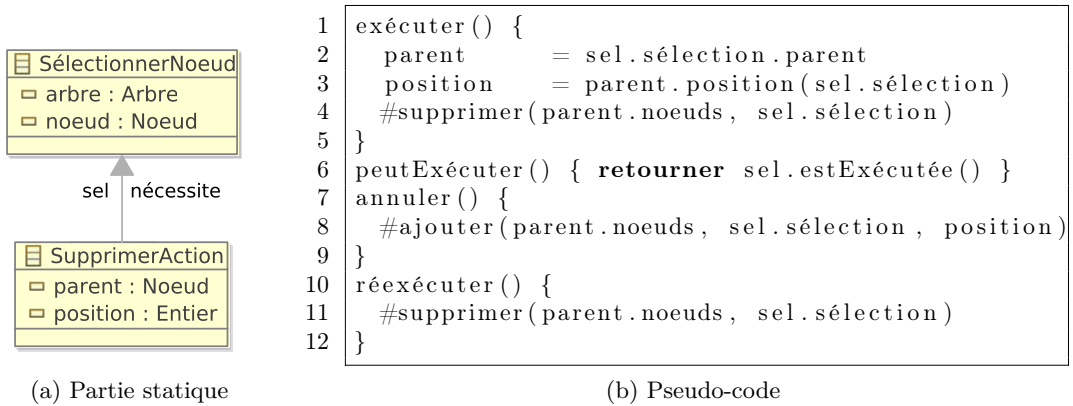 SélectionnerNoeud
arbre : Arbre
noeud : Noeud
sel nécessite
SupprimerAction
parent : Noeud
position : Entier
(a) Partie statique
1 exécuter() {
2 parent = sel.sélection.parent
3 position = parent.position(sel.sélection)
4 #supprimer(parent.noeuds, sel.sélection)
5 }
6 peutExécuter() { retourner sel.estExécutée() }
7 annuler() {
8 #ajouter(parent.noeuds, sel.sélection, position)
9 }
10 réexécuter() {
11 #supprimer(parent.noeuds, sel.sélection)
12 }
(b) Pseudo-code